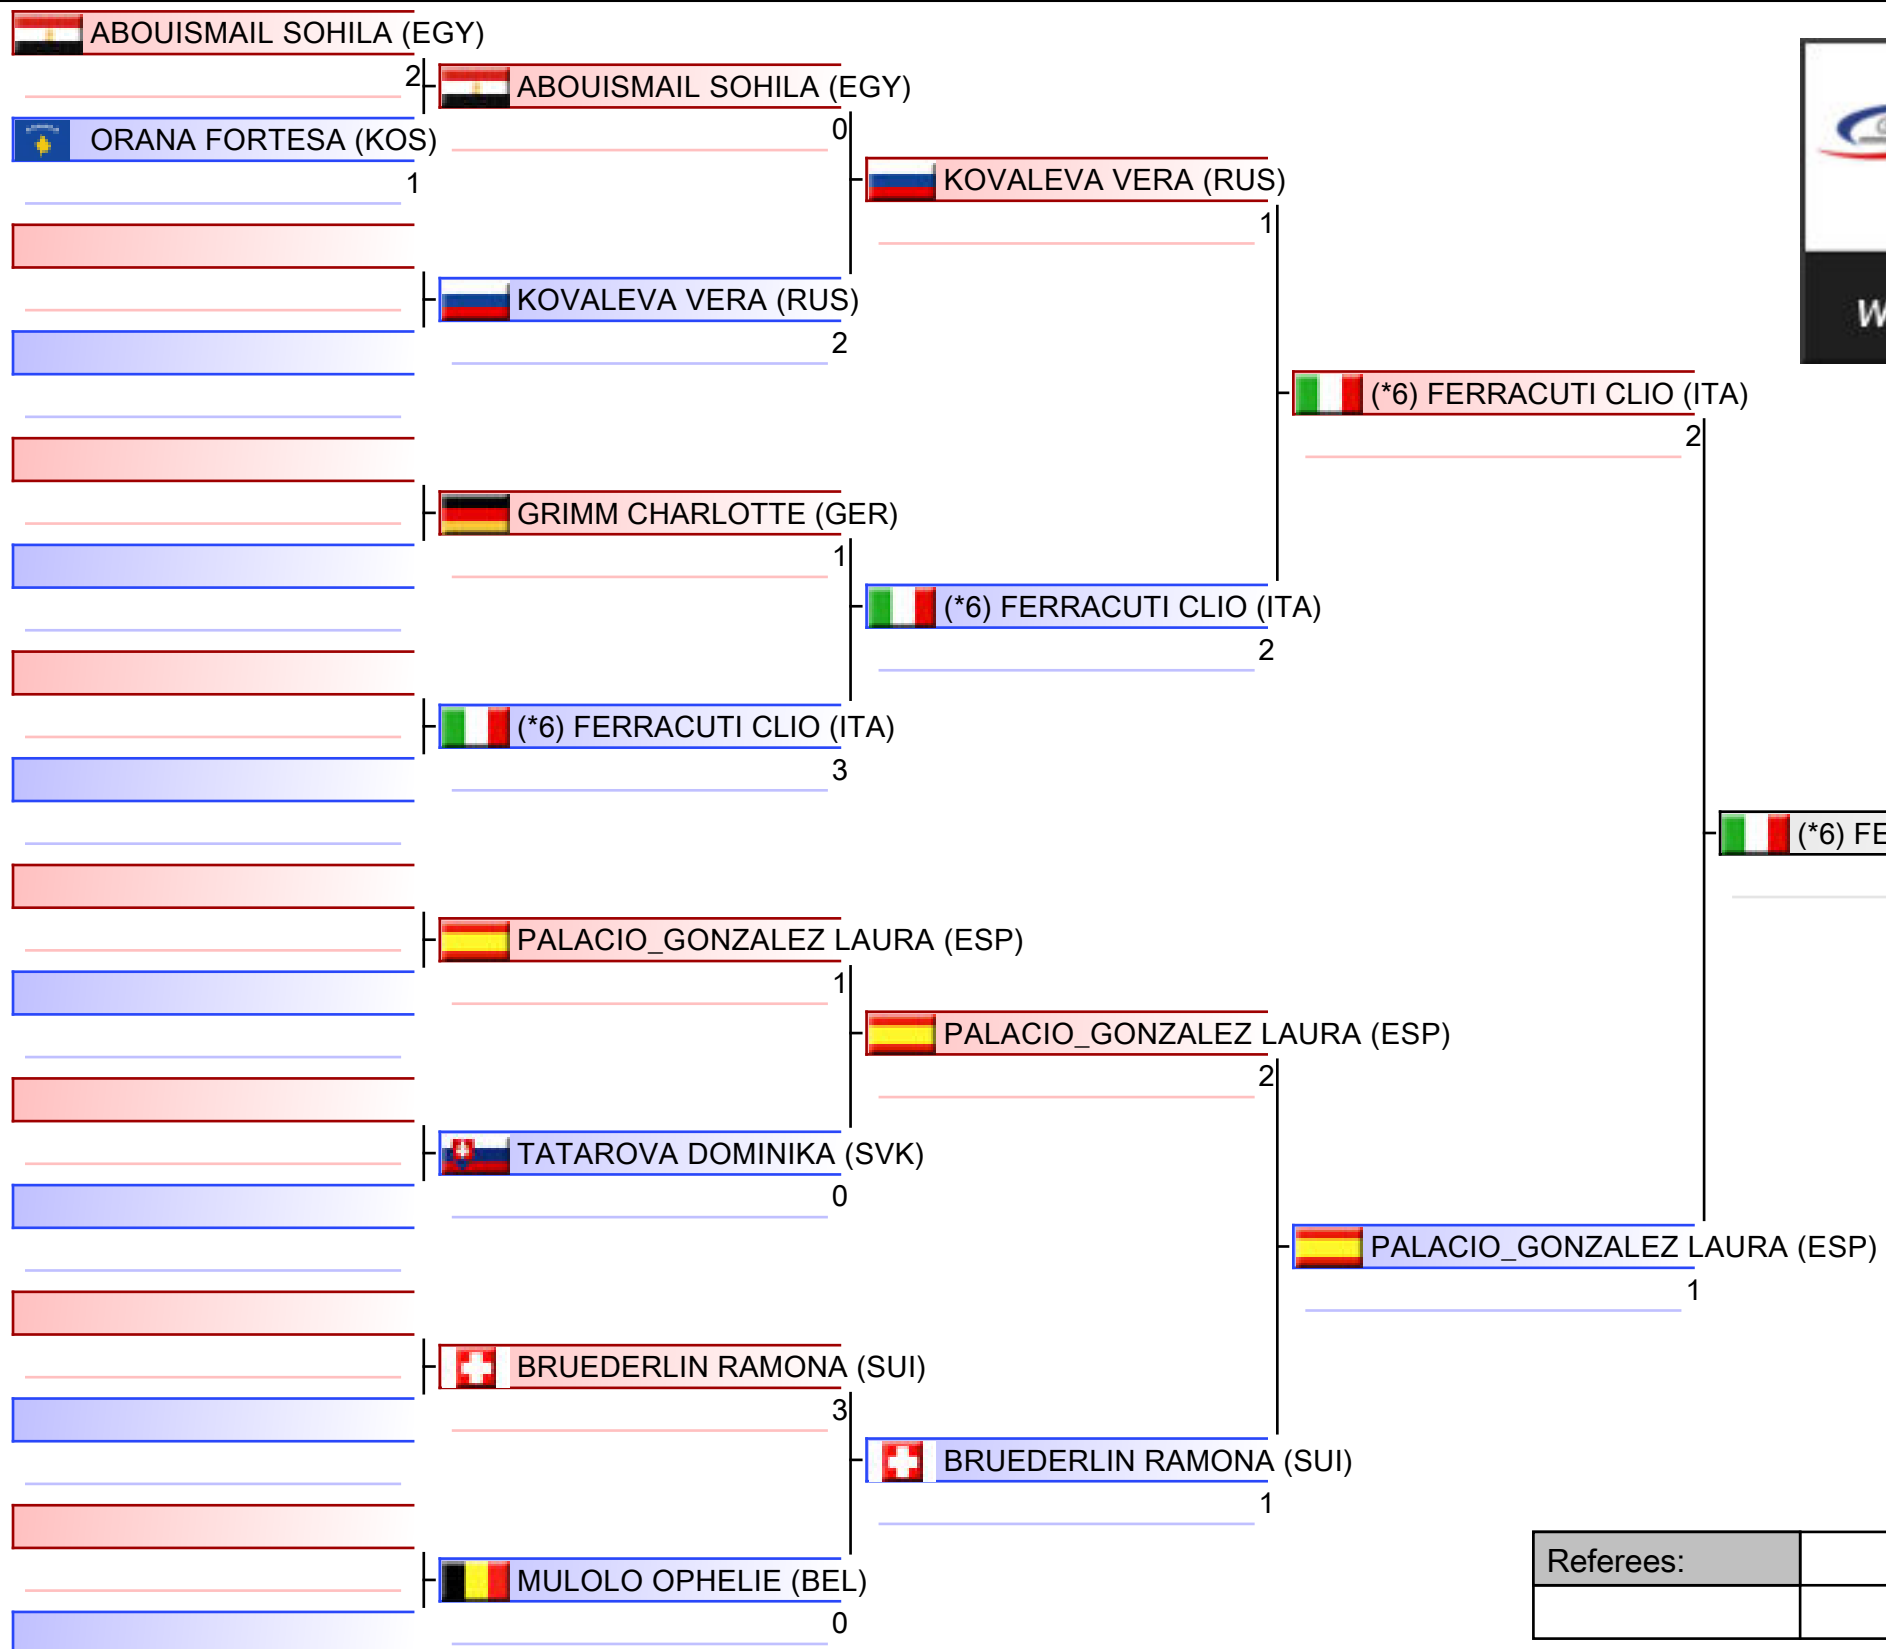 ABOUISMAIL SOHILA (EGY)
2
ORANA FORTESA (KOS)
1
ABOUISMAIL SOHILA (EGY)
0
KOVALEVA VERA (RUS)
2
GRIMM CHARLOTTE (GER)
1
(*6) FERRACUTI CLIO (ITA)
3
PALACIO_GONZALEZ LAURA (ESP)
1
TATAROVA DOMINIKA (SVK)
0
BRUEDERLIN RAMONA (SUI)
3
MULOLO OPHELIE (BEL)
0
KOVALEVA VERA (RUS)
1
(*6) FERRACUTI CLIO (ITA)
2
PALACIO_GONZALEZ LAURA (ESP)
2
BRUEDERLIN RAMONA (SUI)
1
(*6) FERRACUTI CLIO (ITA)
2
PALACIO_GONZALEZ LAURA (ESP)
1
(*6) FE
Referees: